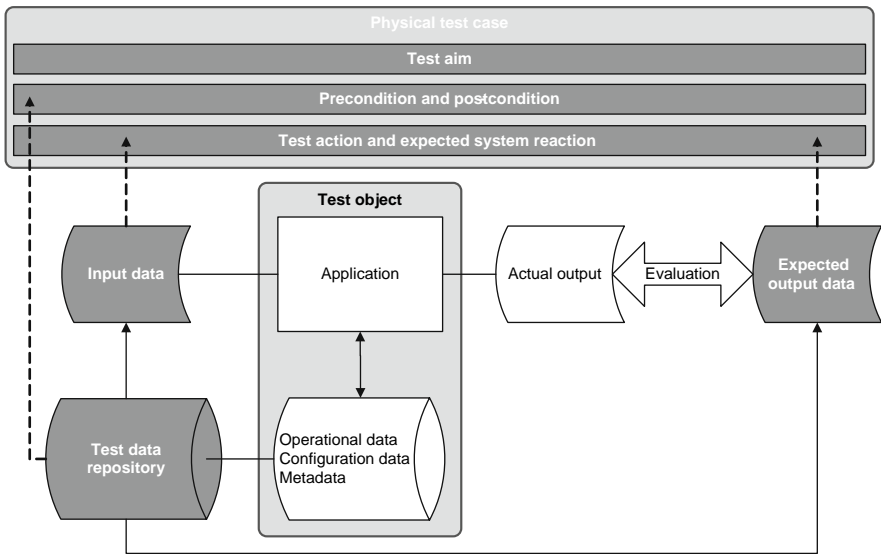 Physical test case
Test aim
Precondition and postcondition
Test action and expected system reaction
Test object
Input data
Application
Actual output
Evaluation
Expected
output data
Test data
repository
Operational data
Configuration data
Metadata